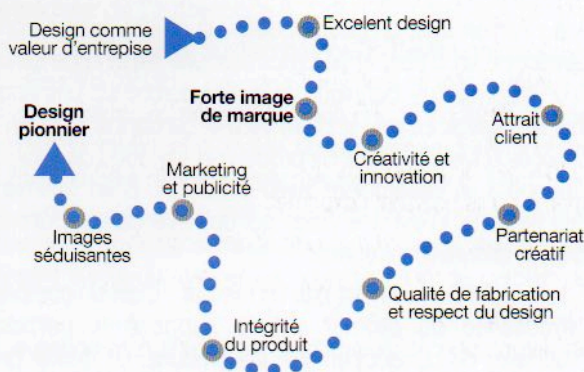 Design comme
valeur d'entrepise
Excelent design
Forte image
de marque
Créativité et
innovation
Attrait
client
Partenariat
créatif
Qualité de fabrication
et respect du design
Intégrité
du produit
Marketing
et publicité
Images
séduisantes
Design
pionnier